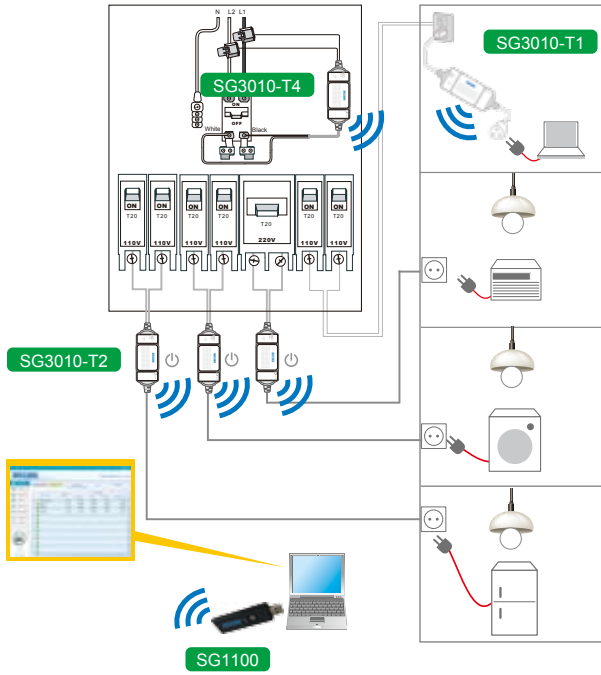 N L2 L1
SG3010-T1
SG3010-T4
ON
OFF
White
Black
ON
ON
ON
ON
ON
ON
T20
T20
T20
T20
T20
T20
T20
110V
110V
110V
110V
220V
110V
110V
SG3010-T2
SG1100